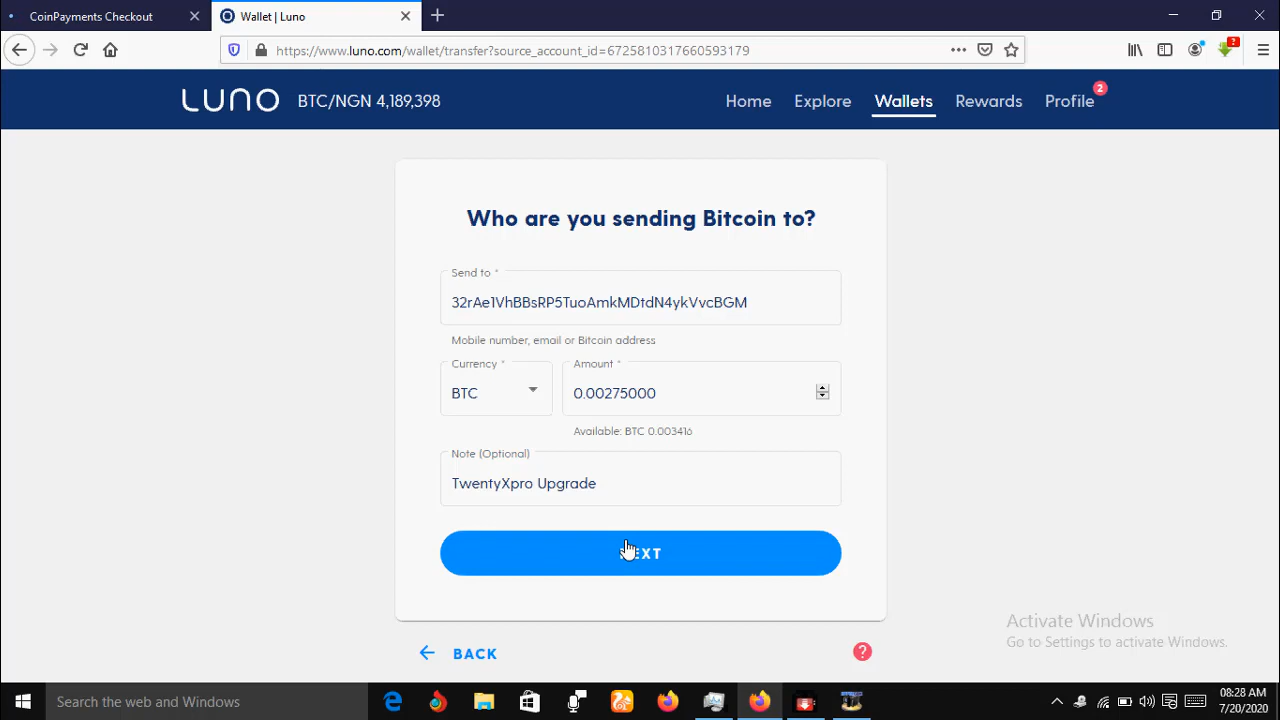 CoinPayments Checkout
Wallet | Luno
https://www.luno.com/wallet/transfer?source_account_id=6725810317660593179
LUNO BTC/NGN 4,189,398 Home Explore Wallets Rewards Profile 2
Who are you sending Bitcoin to?
Send to *
32rAe1VhBBsRP5TuoAmkMDtdN4ykVvcBGM
Mobile number, email or Bitcoin address
Currency * Amount *
BTC 0.00275000
Available: BTC 0.003416
Note (Optional)
TwentyXpro Upgrade
Activate Windows
Go to Settings to activate Windows.
BACK ?
Search the web and Windows
08:28 AM
7/20/2020